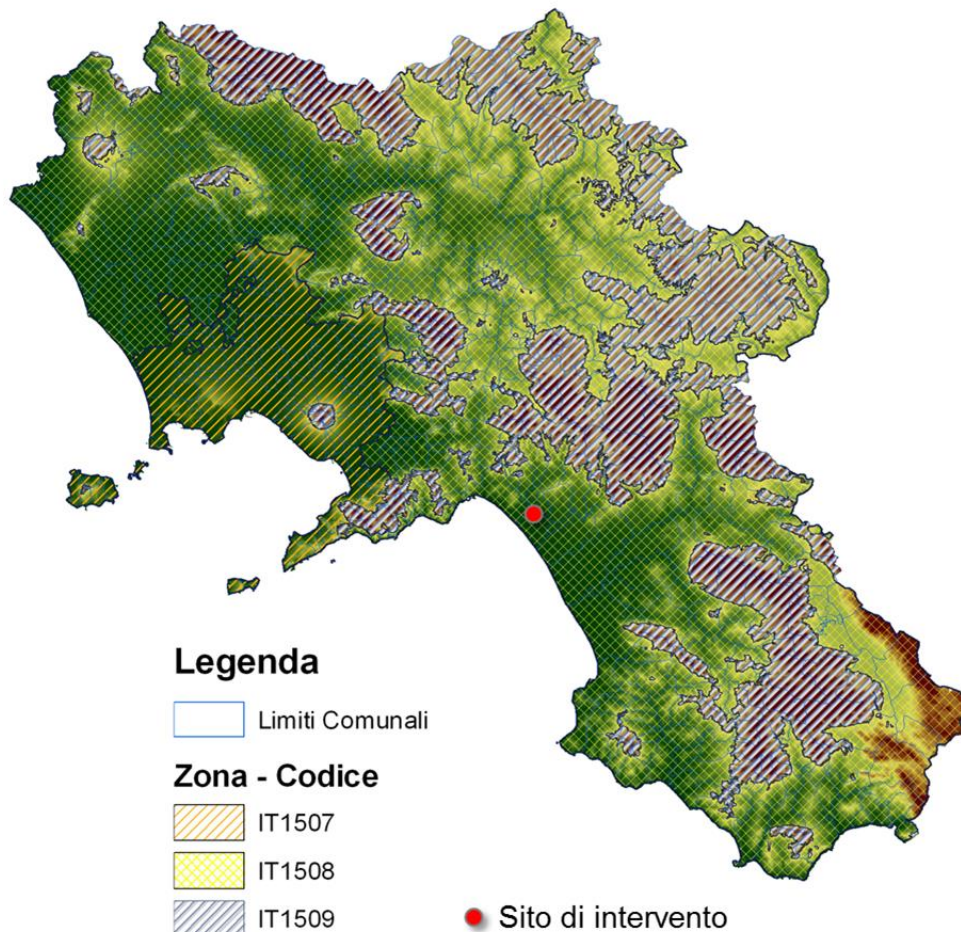 Legenda
Limiti Comunali
Zona - Codice
IT1507
IT1508
IT1509
Sito di intervento